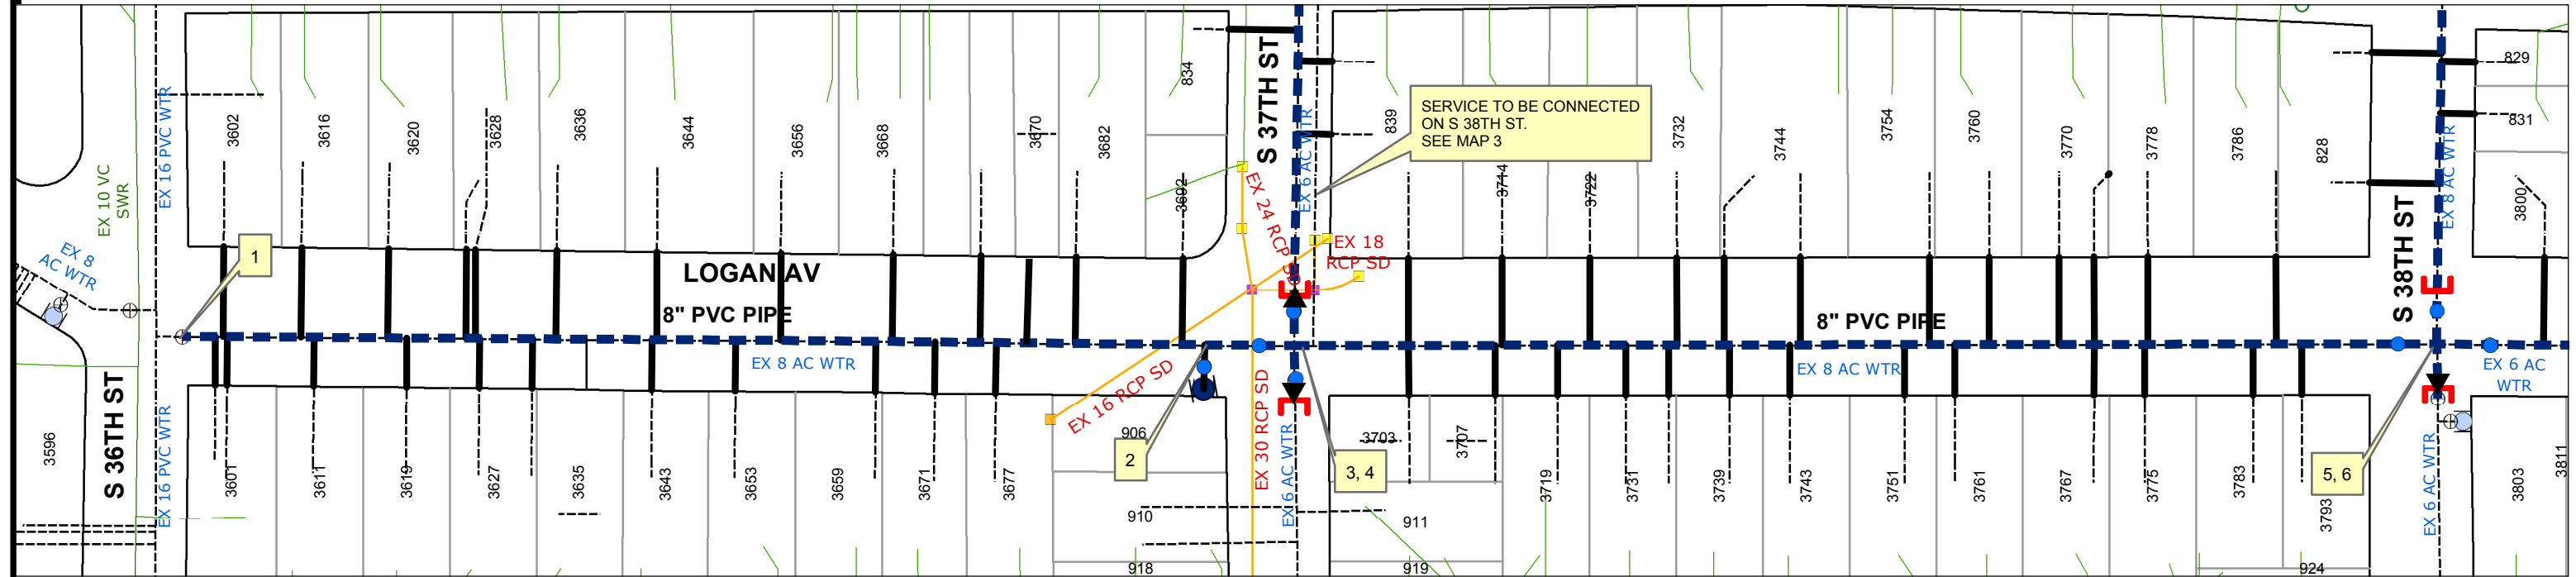 834
829
831
3602
3616
3620
3628
3636
3644
3656
3668
3670
3682
3692
S 37TH ST
EX 6 AC WTR
SERVICE TO BE CONNECTED
ON S 38TH ST.
SEE MAP 3
839
3714
3722
3732
3744
3754
3760
3770
3778
3786
828
3800
EX 16 PVC WTR
EX 10 VC
SWR
EX 8
AC WTR
1
LOGAN AV
8" PVC PIPE
EX 24 RCP SD
EX 18
RCP SD
S 38TH ST
EX 8 AC WTR
8" PVC PIPE
EX 8 AC WTR
EX 8 AC WTR
EX 6 AC
WTR
3596
S 36TH ST
EX 16 PVC WTR
3601
3611
3619
3627
3635
3643
3653
3659
3671
3677
EX 16 RCP SD
906
2
910
918
EX 30 RCP SD
EX 6 AC WTR
3, 4
3703
3707
911
919
3719
3731
3739
3743
3751
3761
3767
3775
3783
3793
924
5, 6
EX 6 AC WTR
3803
3811